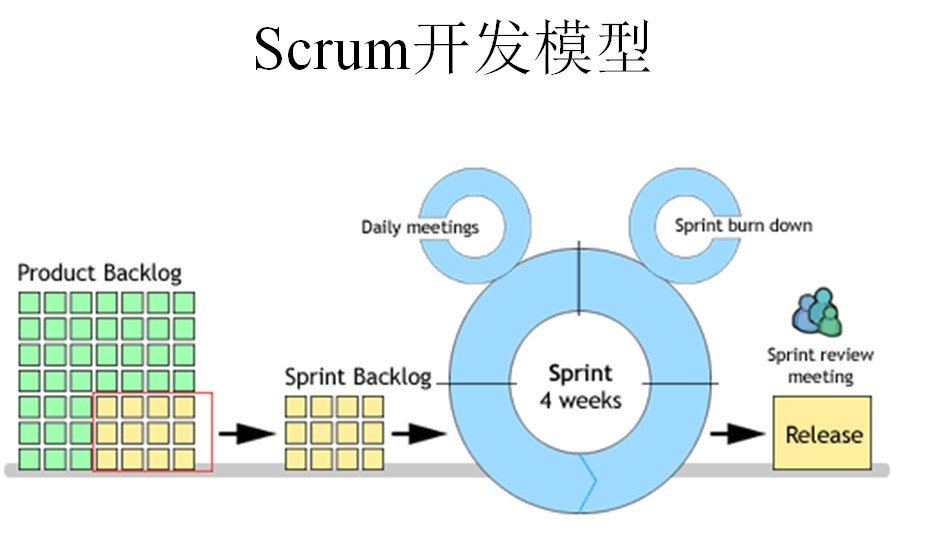 Scrum开发模型
Daily meetings
Sprint burn down
Product Backlog
Sprint Backlog
Sprint
4 weeks
Sprint review
meeting
Release